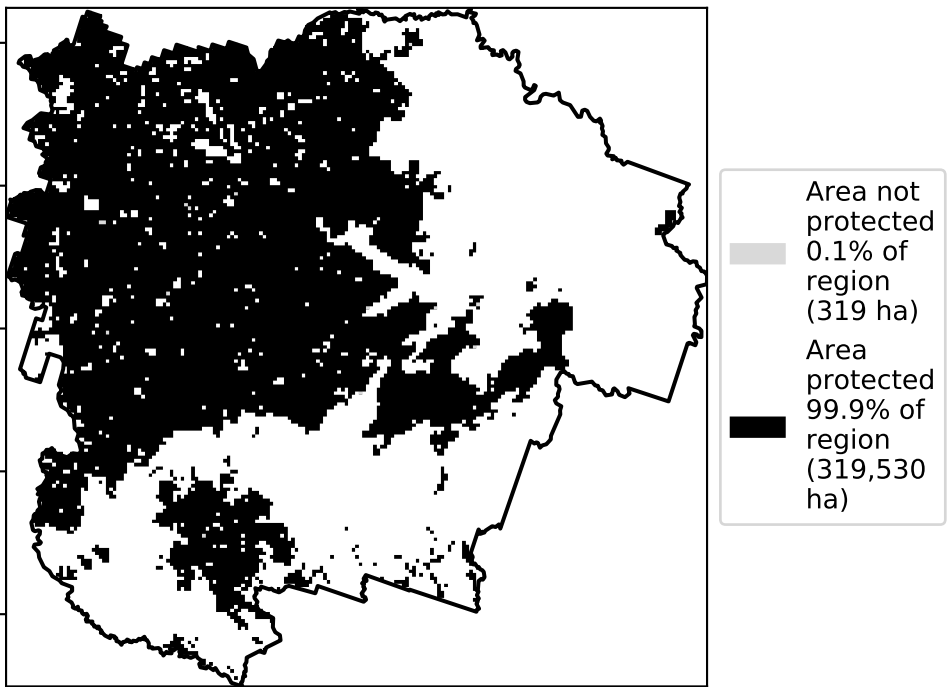 Area not
protected
0.1% of
region
(319 ha)
Area
protected
99.9% of
region
(319,530
ha)